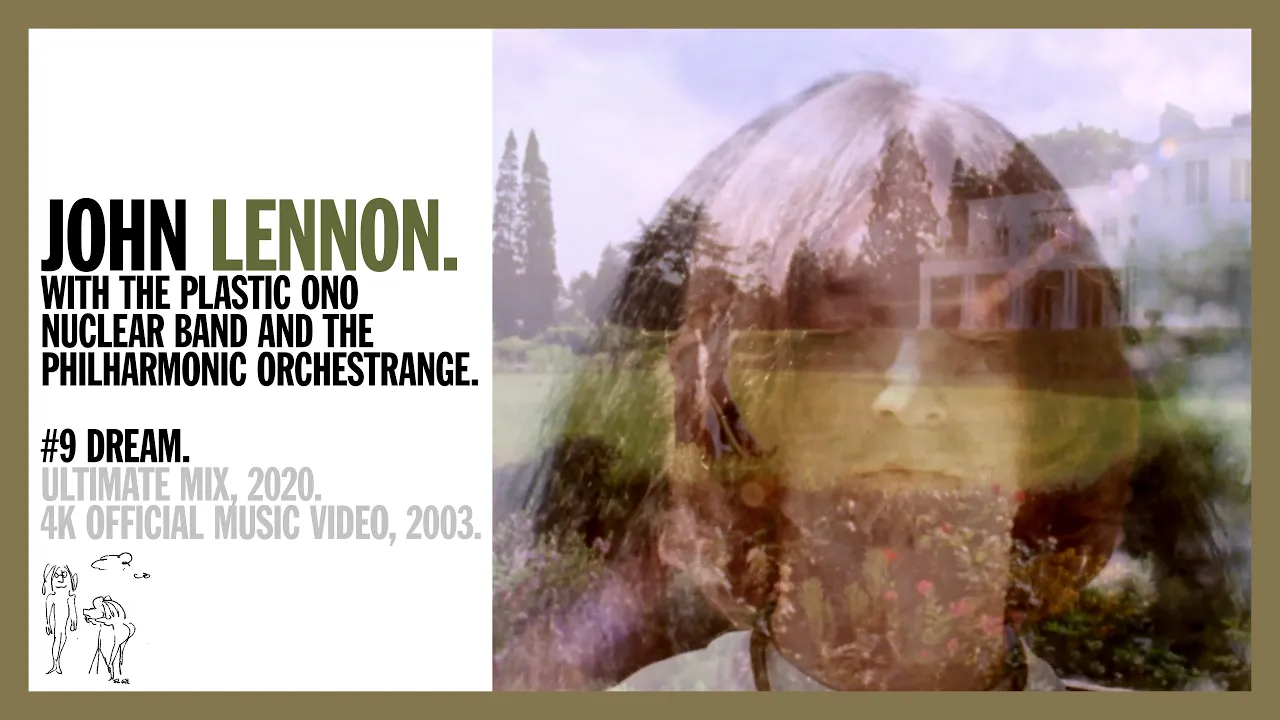 JOHN LENNON.
WITH THE PLASTIC ONO
NUCLEAR BAND AND THE
PHILHARMONIC ORCHESTRANGE.
#9 DREAM.
ULTIMATE MIX, 2020.
4K OFFICIAL MUSIC VIDEO, 2003.